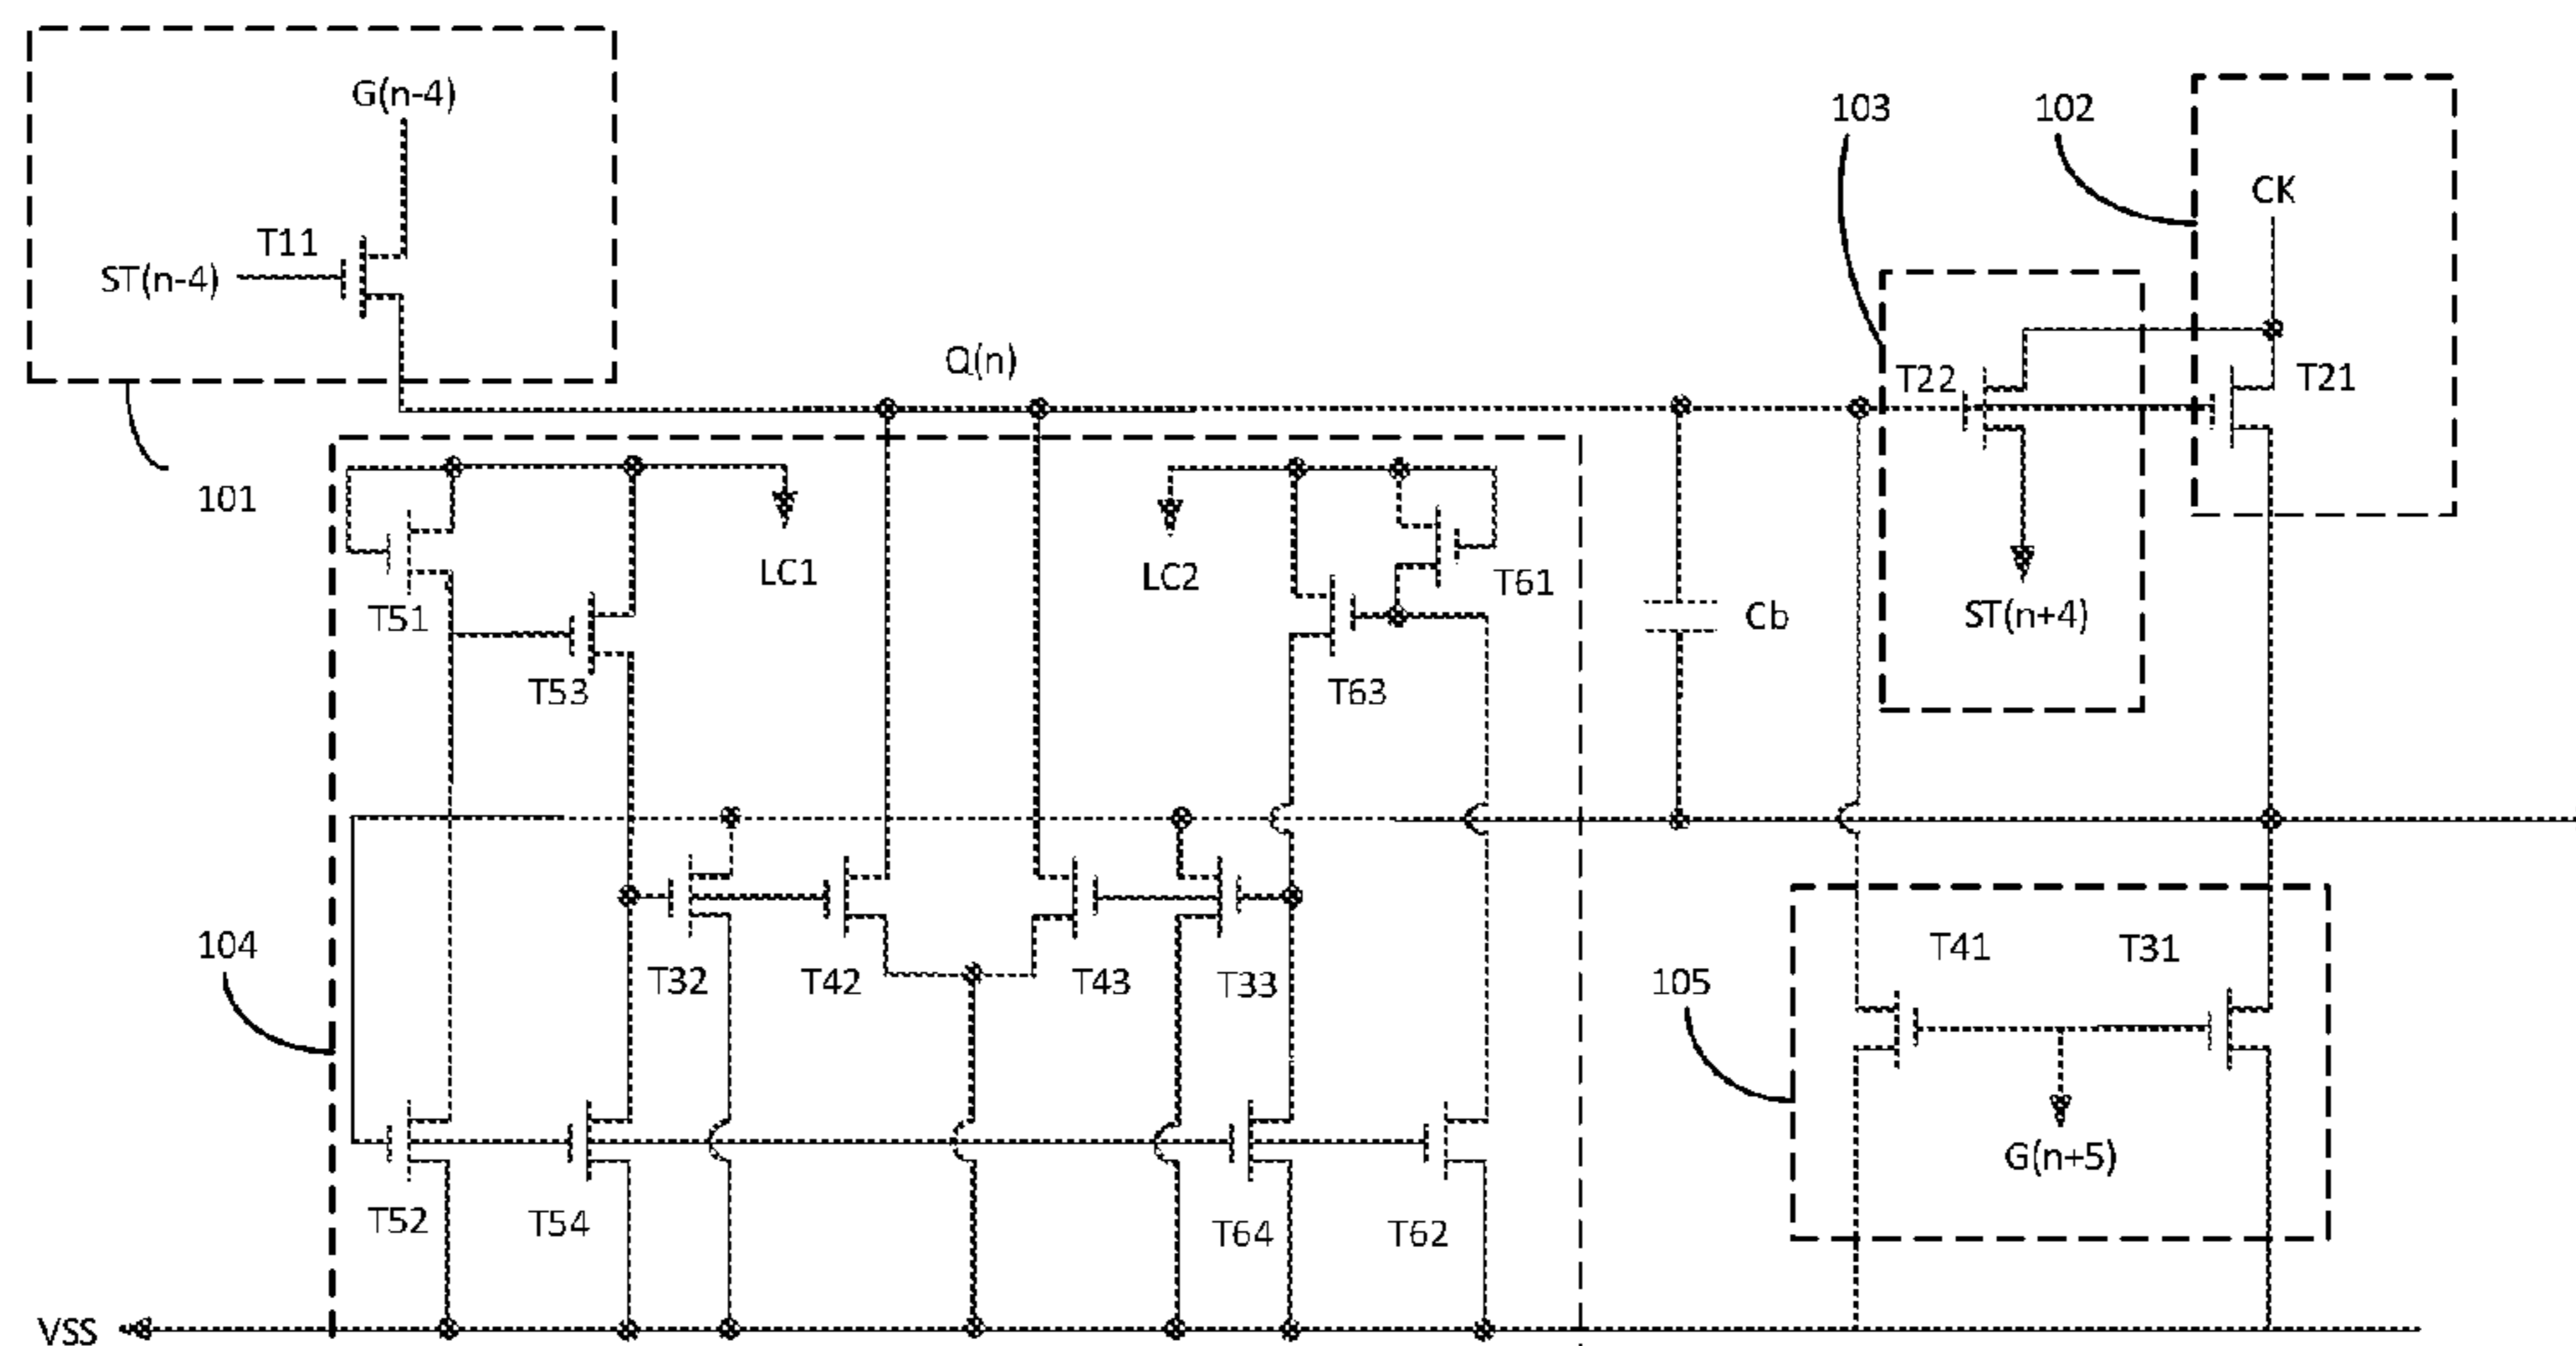 G(n-4)
103
102
CK
T11
ST(n-4)
Q(n)
T22
T21
101
LC1
LC2
T61
T51
Cb
ST(n+4)
T53
T63
104
T41
T31
T32
T42
T43
T33
105
G(n+5)
T52
T54
T64
T62
VSS